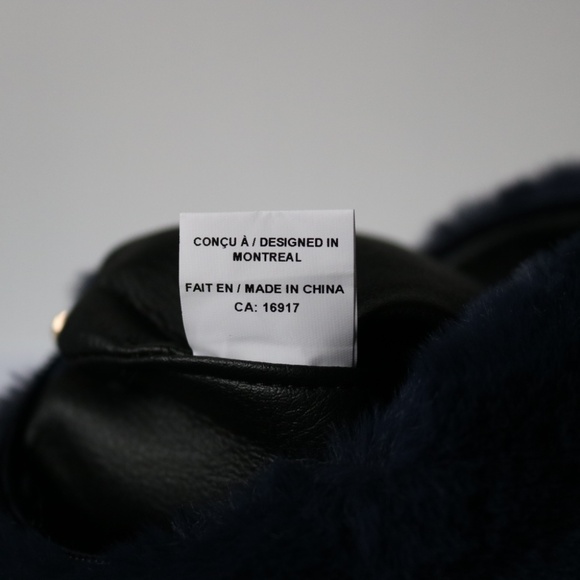 CONÇU À / DESIGNED IN
MONTREAL
FAIT EN / MADE IN CHINA
CA: 16917